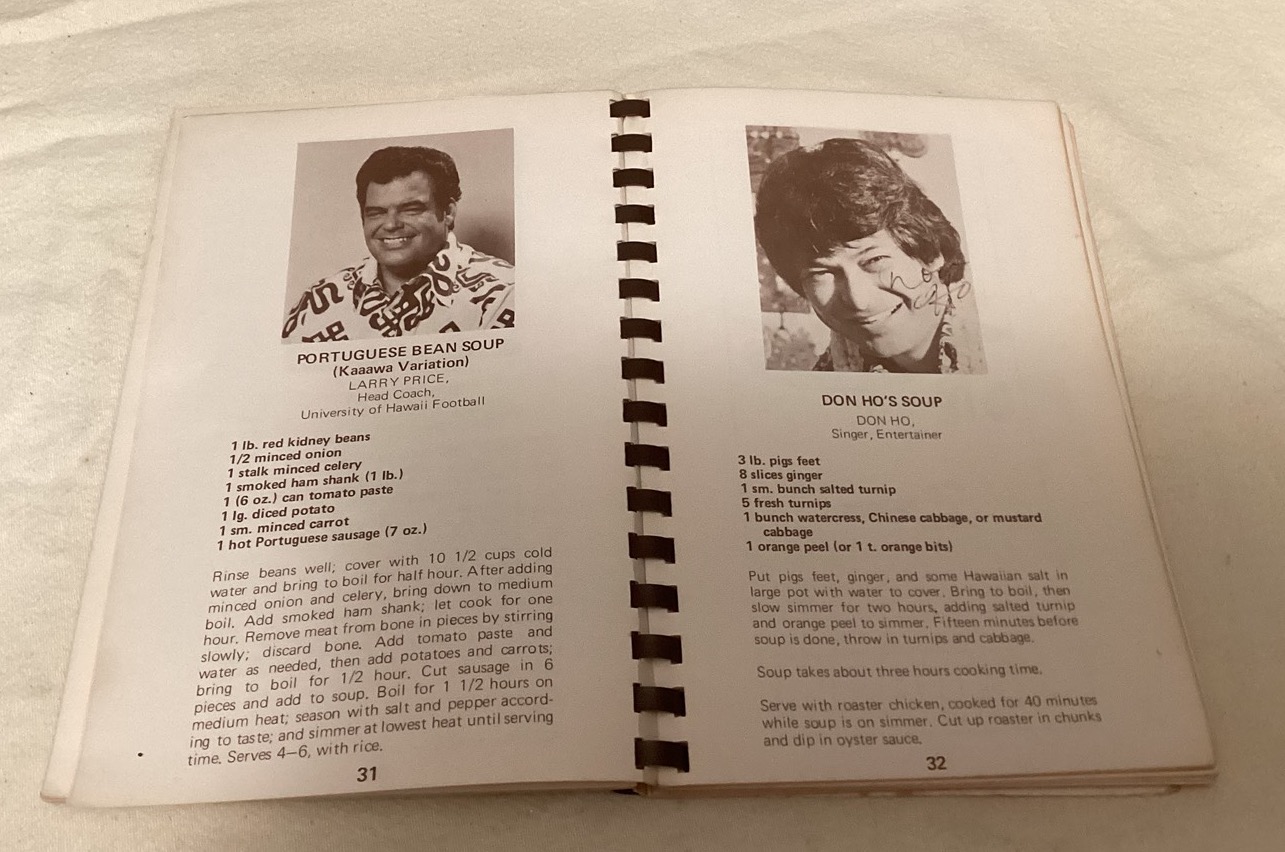 PORTUGUESE BEAN SOUP
(Kaaawa Variation)
LARRY PRICE,
Head Coach,
University of Hawaii Football
1 lb. red kidney beans
1/2 minced onion
1 stalk minced celery
1 smoked ham shank (1 lb.)
1 (6 oz.) can tomato paste
1 lg. diced potato
1 sm. minced carrot
1 hot Portuguese sausage (7 oz.)
Rinse beans well; cover with 10 1/2 cups cold
water and bring to boil for half hour. After adding
minced onion and celery, bring down to medium
boil. Add smoked ham shank; let cook for one
hour. Remove meat from bone in pieces by stirring
slowly; discard bone. Add tomato paste and
water as needed, then add potatoes and carrots;
bring to boil for 1/2 hour. Cut sausage in 6
pieces and add to soup. Boil for 1 1/2 hours on
medium heat; season with salt and pepper accord-
ing to taste; and simmer at lowest heat until serving
time. Serves 4–6, with rice.
31
DON HO'S SOUP
DON HO,
Singer, Entertainer
3 lb. pigs feet
8 slices ginger
1 sm. bunch salted turnip
5 fresh turnips
1 bunch watercress, Chinese cabbage, or mustard
cabbage
1 orange peel (or 1 t. orange bits)
Put pigs feet, ginger, and some Hawaiian salt in
large pot with water to cover. Bring to boil, then
slow simmer for two hours, adding salted turnip
and orange peel to simmer. Fifteen minutes before
soup is done, throw in turnips and cabbage.
Soup takes about three hours cooking time.
Serve with roaster chicken, cooked for 40 minutes
while soup is on simmer. Cut up roaster in chunks
and dip in oyster sauce.
32